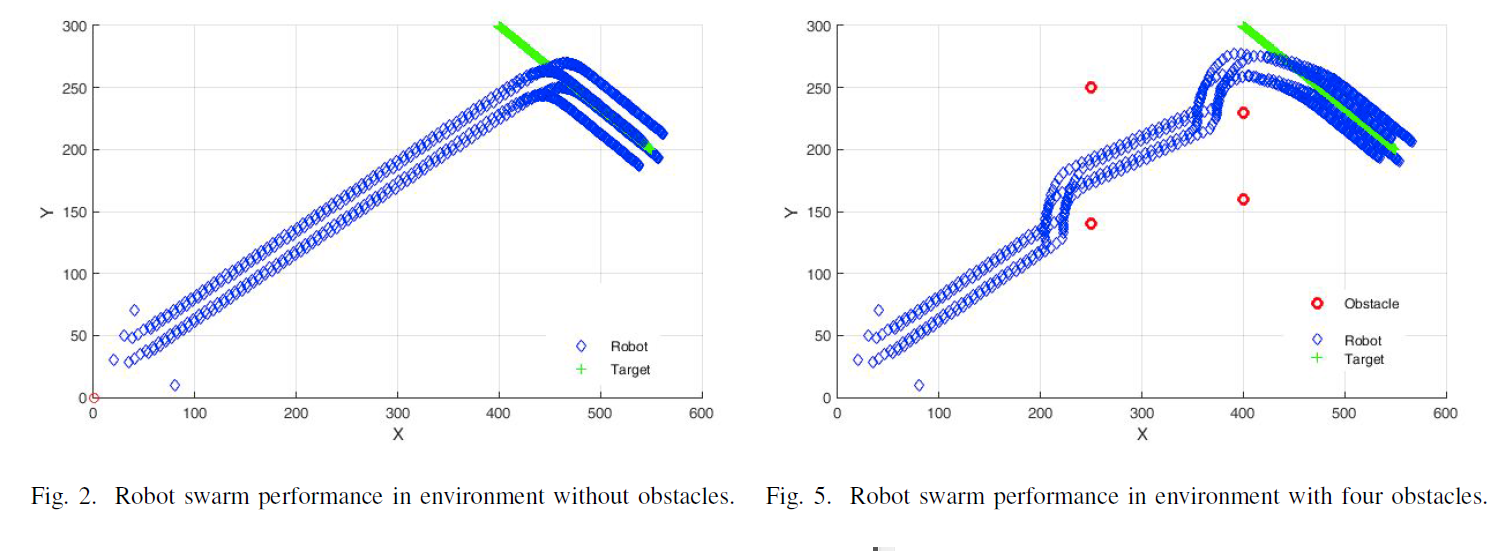 300
250
200
150
100
50
0
Y
0 100 200 300 400 500 600
X
Robot
Target
Fig. 2. Robot swarm performance in environment without obstacles.
300
250
200
150
100
50
0
Y
0 100 200 300 400 500 600
X
Obstacle
Robot
Target
Fig. 5. Robot swarm performance in environment with four obstacles.